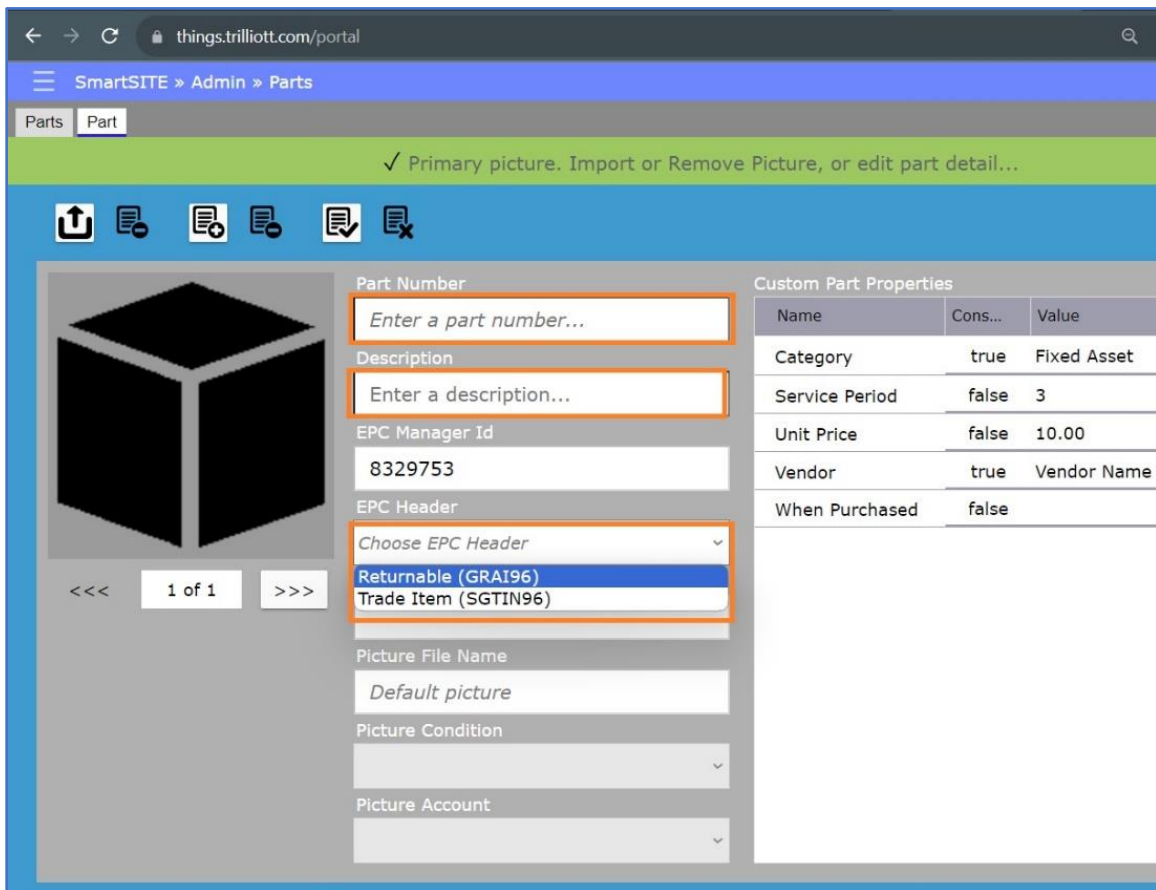 things.trilliott.com/portal
SmartSITE » Admin » Parts
Parts Part
✓ Primary picture. Import or Remove Picture, or edit part detail...
Part Number
Enter a part number...
Description
Enter a description...
EPC Manager Id
8329753
EPC Header
Choose EPC Header
Returnable (GRAI96)
Trade Item (SGTIN96)
<<< 1 of 1 >>>
Picture File Name
Default picture
Picture Condition
Picture Account
Custom Part Properties
Name Cons... Value
Category true Fixed Asset
Service Period false 3
Unit Price false 10.00
Vendor true Vendor Name
When Purchased false